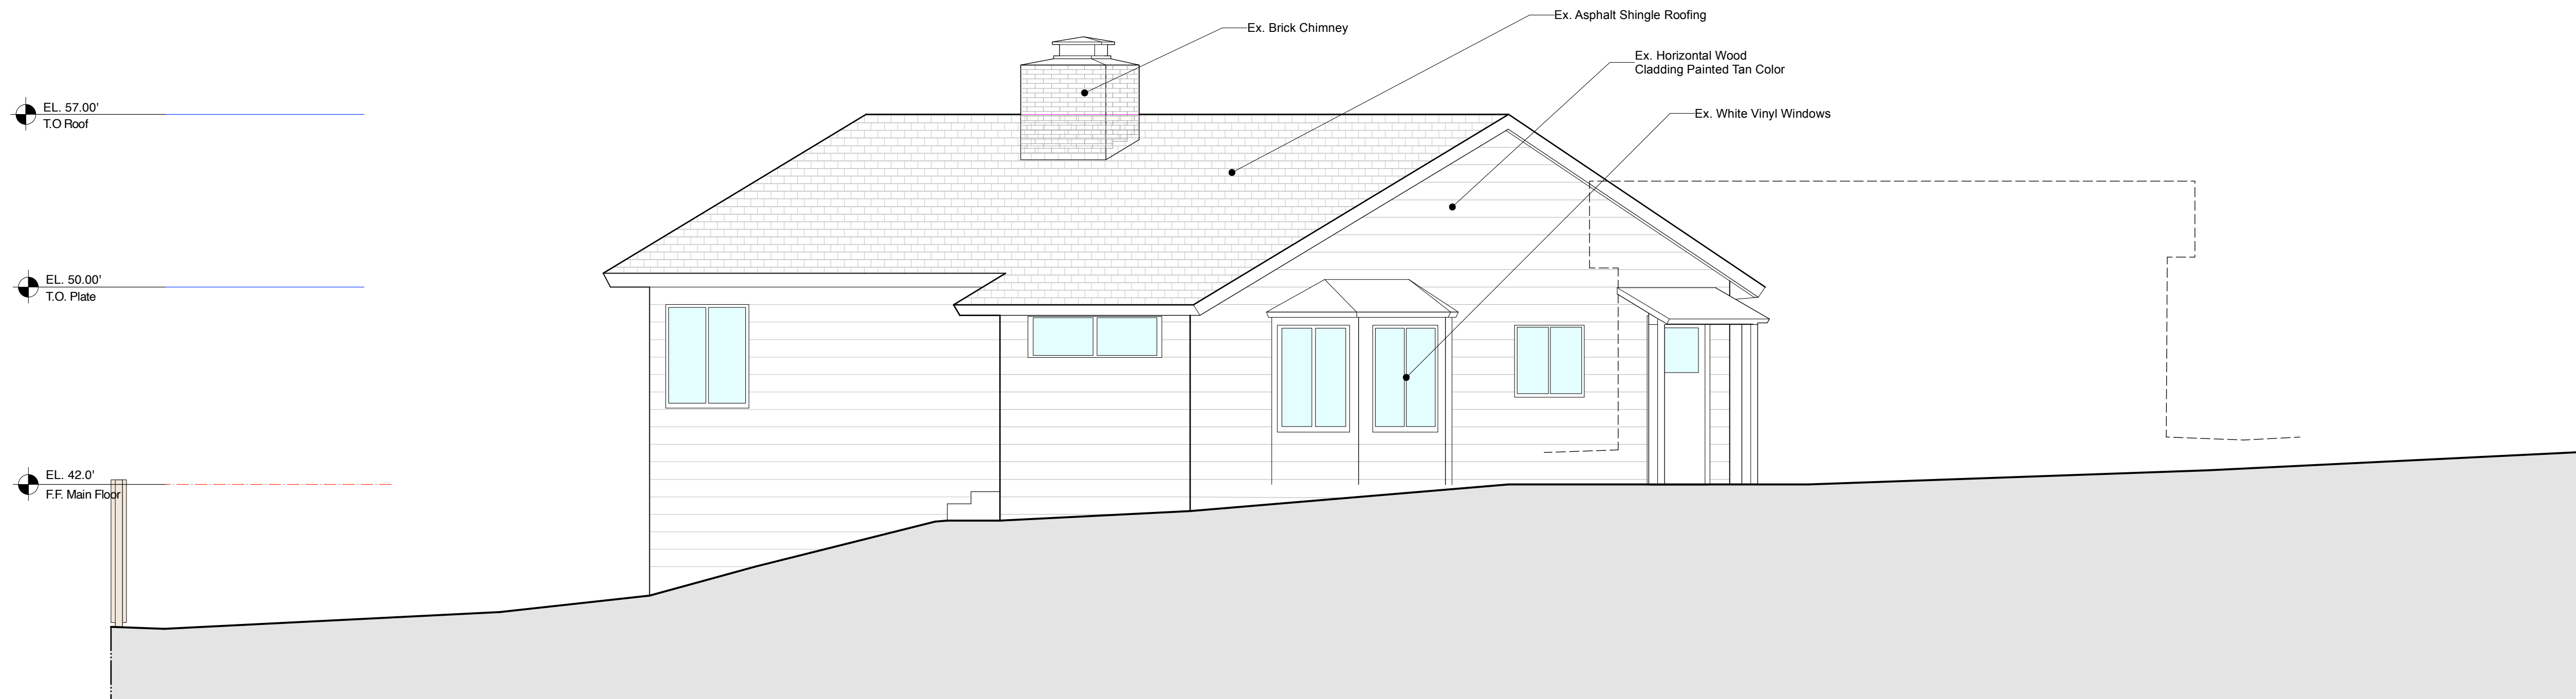 Ex. Asphalt Shingle Roofing
Ex. Brick Chimney
Ex. Horizontal Wood
Cladding Painted Tan Color
EL. 57.00'
T.O Roof
Ex. White Vinyl Windows
EL. 50.00'
T.O. Plate
EL. 42.0'
F.F. Main Floor